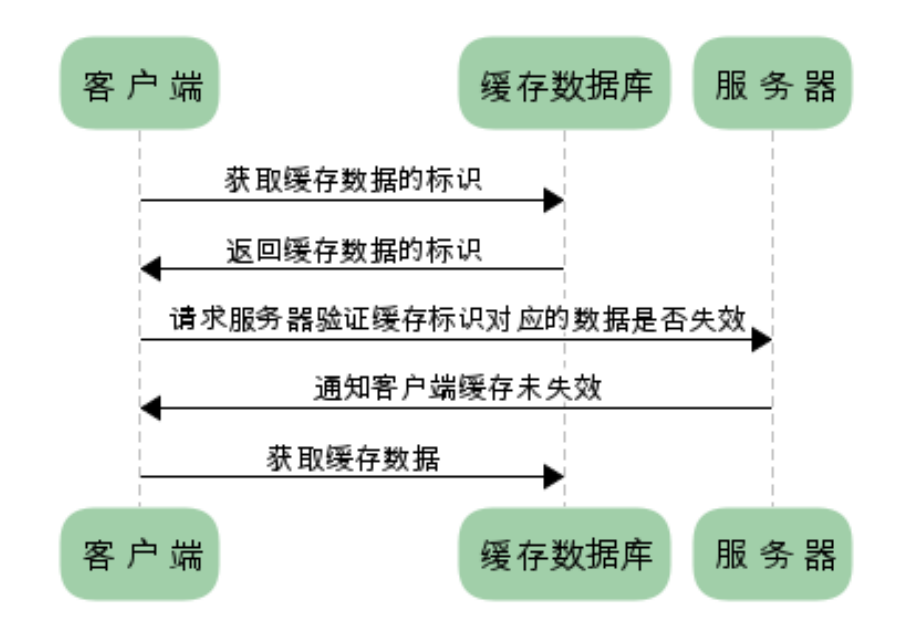 客户端 缓存数据库 服务器
获取缓存数据的标识
返回缓存数据的标识
请求服务器验证缓存标识对应的数据是否失效
通知客户端缓存未失效
获取缓存数据
客户端 缓存数据库 服务器